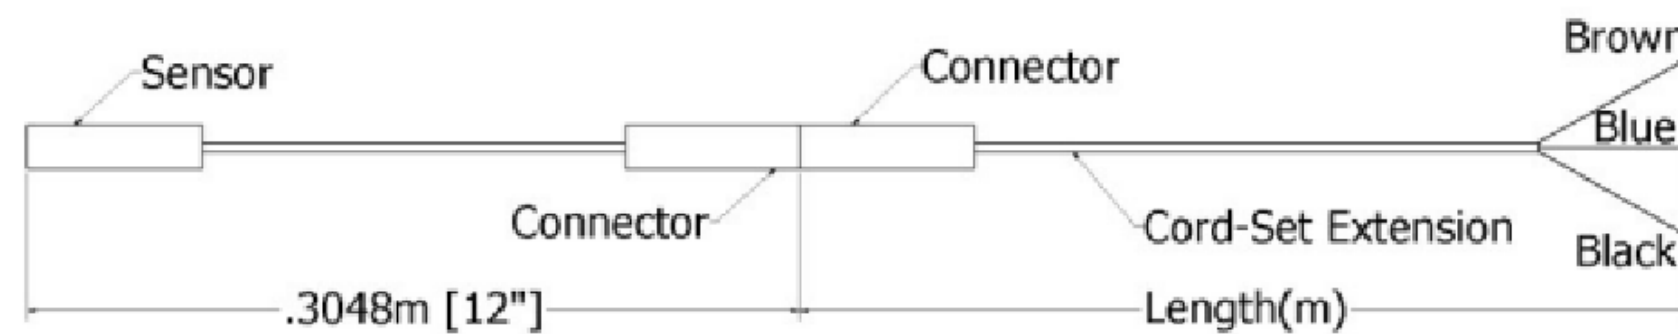 Brown
Sensor
Connector
Blue
Connector
Cord-Set Extension
Black
.3048m [12"]
Length(m)